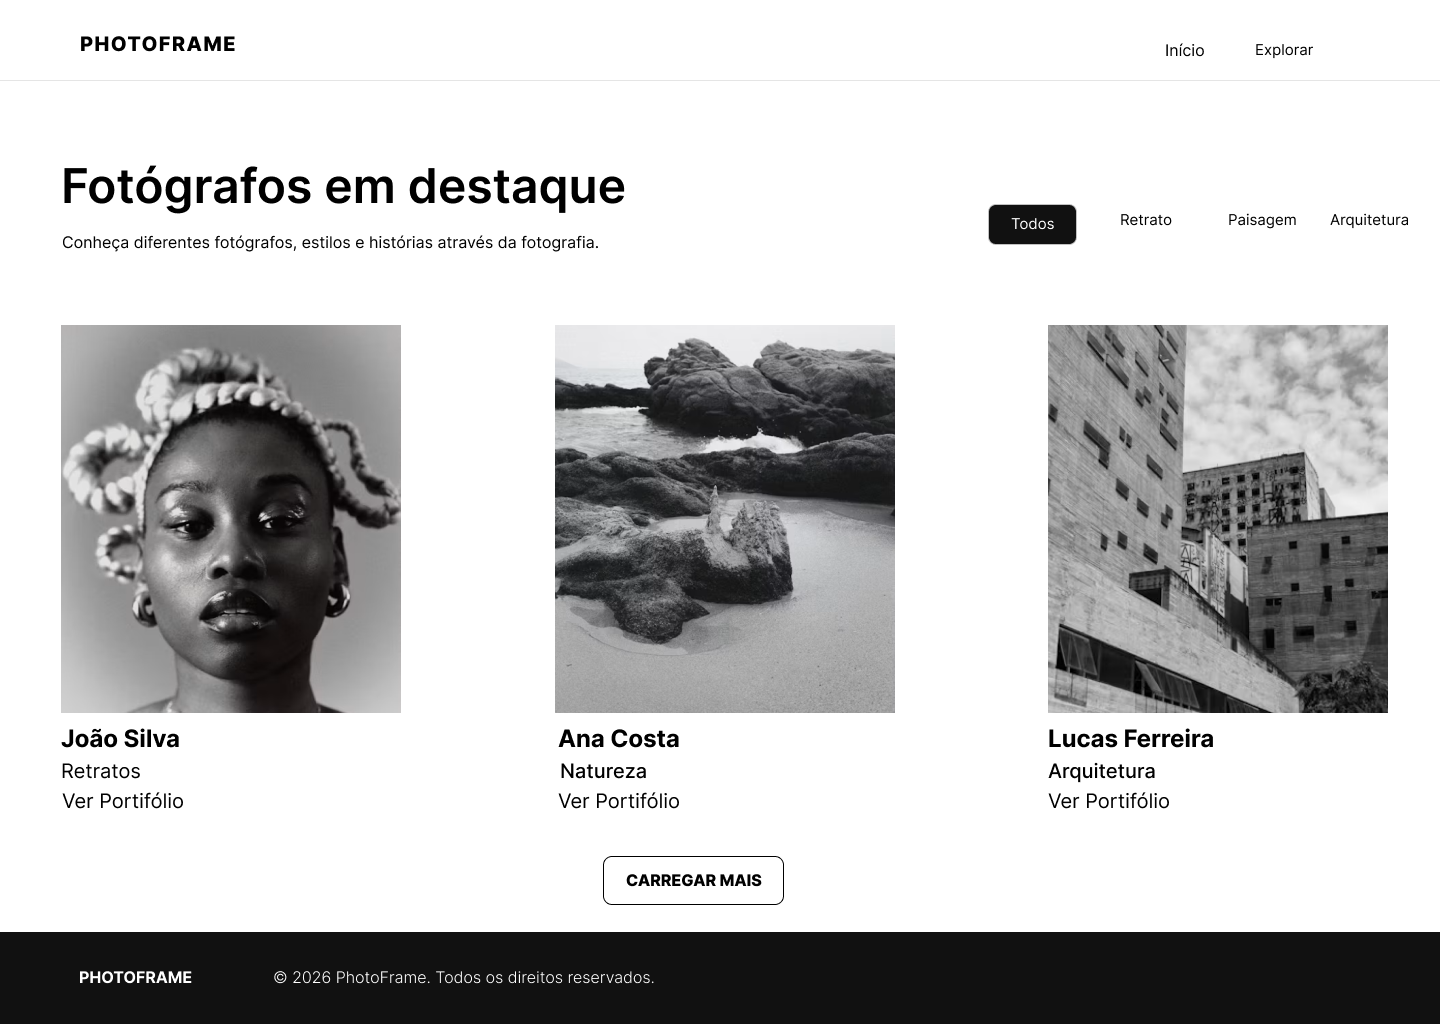 PHOTOFRAME
Início
Explorar
Fotógrafos em destaque
Conheça diferentes fotógrafos, estilos e histórias através da fotografia.
Todos
Retrato
Paisagem
Arquitetura
João Silva
Retratos
Ver Portifólio
Ana Costa
Natureza
Ver Portifólio
Lucas Ferreira
Arquitetura
Ver Portifólio
CARREGAR MAIS
PHOTOFRAME
© 2026 PhotoFrame. Todos os direitos reservados.